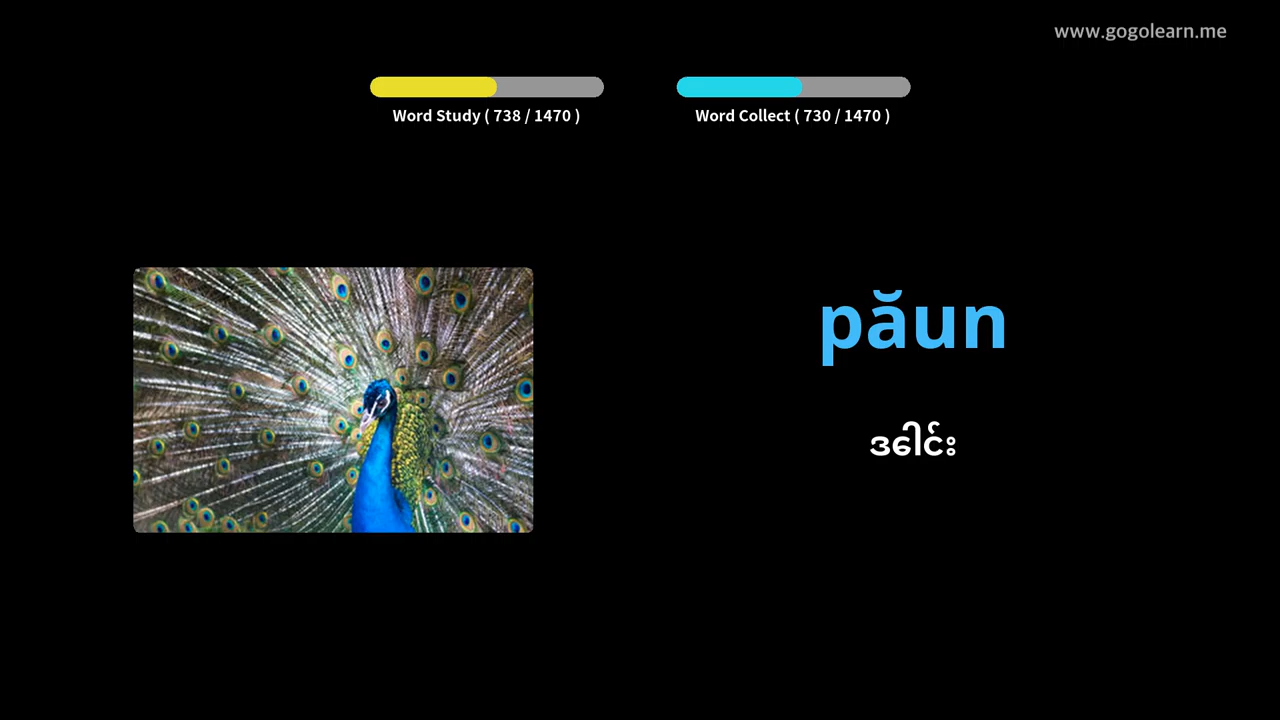 www.gogolearn.me
Word Study ( 738 / 1470 )
Word Collect ( 730 / 1470 )
păun
ဒေါင်း